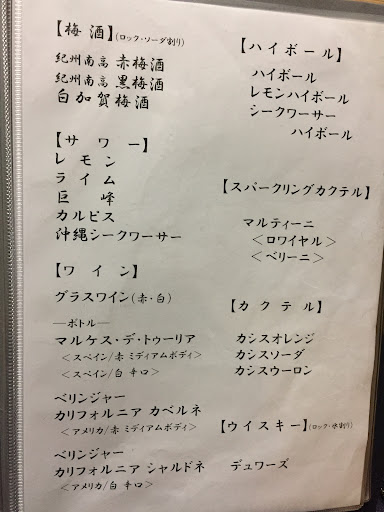 【梅酒】(ロック・ソーダ割り)
紀州南高 赤梅酒
紀州南高 黒梅酒
白加賀梅酒
【サワー】
レモン
ライム
巨峰
カルピス
沖縄シークワーサー
【ワイン】
グラスワイン(赤・白)
―ボトル―
マルケス・デ・トゥーリア
＜スペイン/赤 ミディアムボディ＞
＜スペイン/白 辛口＞
ベリンジャー
カリフォルニア カベルネ
＜アメリカ/赤 ミディアムボディ＞
ベリンジャー
カリフォルニア シャルドネ
＜アメリカ/白 辛口＞
【ハイボール】
ハイボール
レモンハイボール
シークワーサー
ハイボール
【スパークリングカクテル】
マルティーニ
＜ロワイヤル＞
＜ベリーニ＞
【カクテル】
カシスオレンジ
カシスソーダ
カシスウーロン
【ウイスキー】(ロック・水割り)
デュワーズ